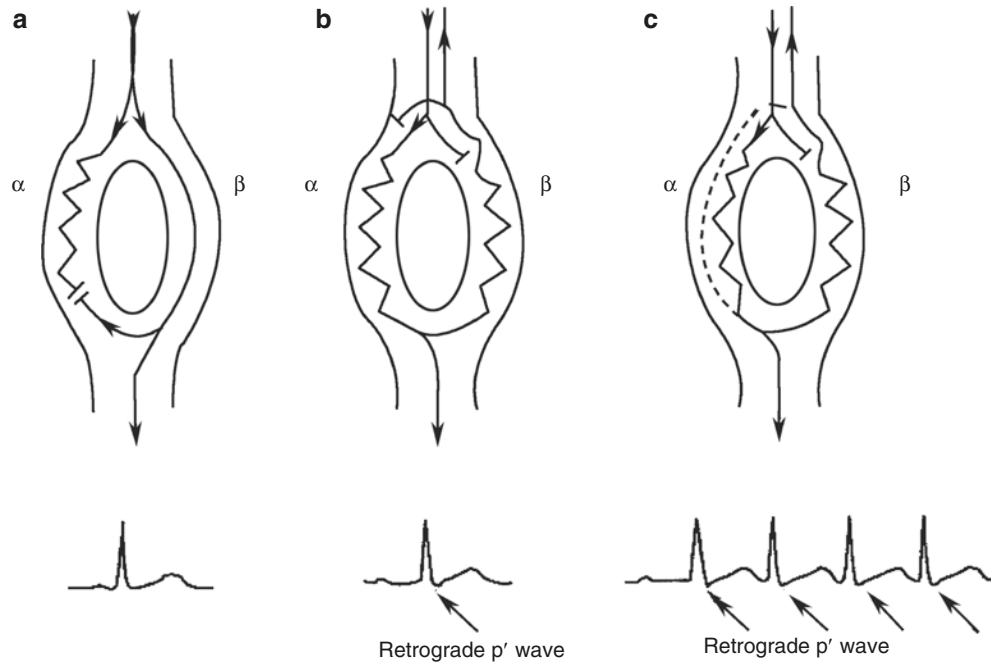 a b c
α β α β α β
Retrograde p′ wave Retrograde p′ wave